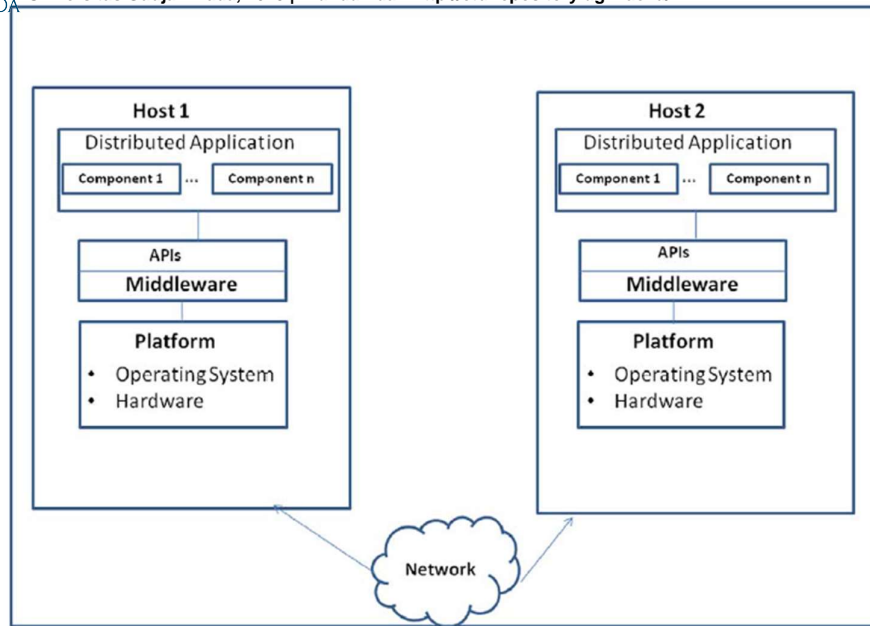 Host 1
Distributed Application
Component 1 ... Component n
APIs
Middleware
Platform
• Operating System
• Hardware
Host 2
Distributed Application
Component 1 ... Component n
APIs
Middleware
Platform
• Operating System
• Hardware
Network